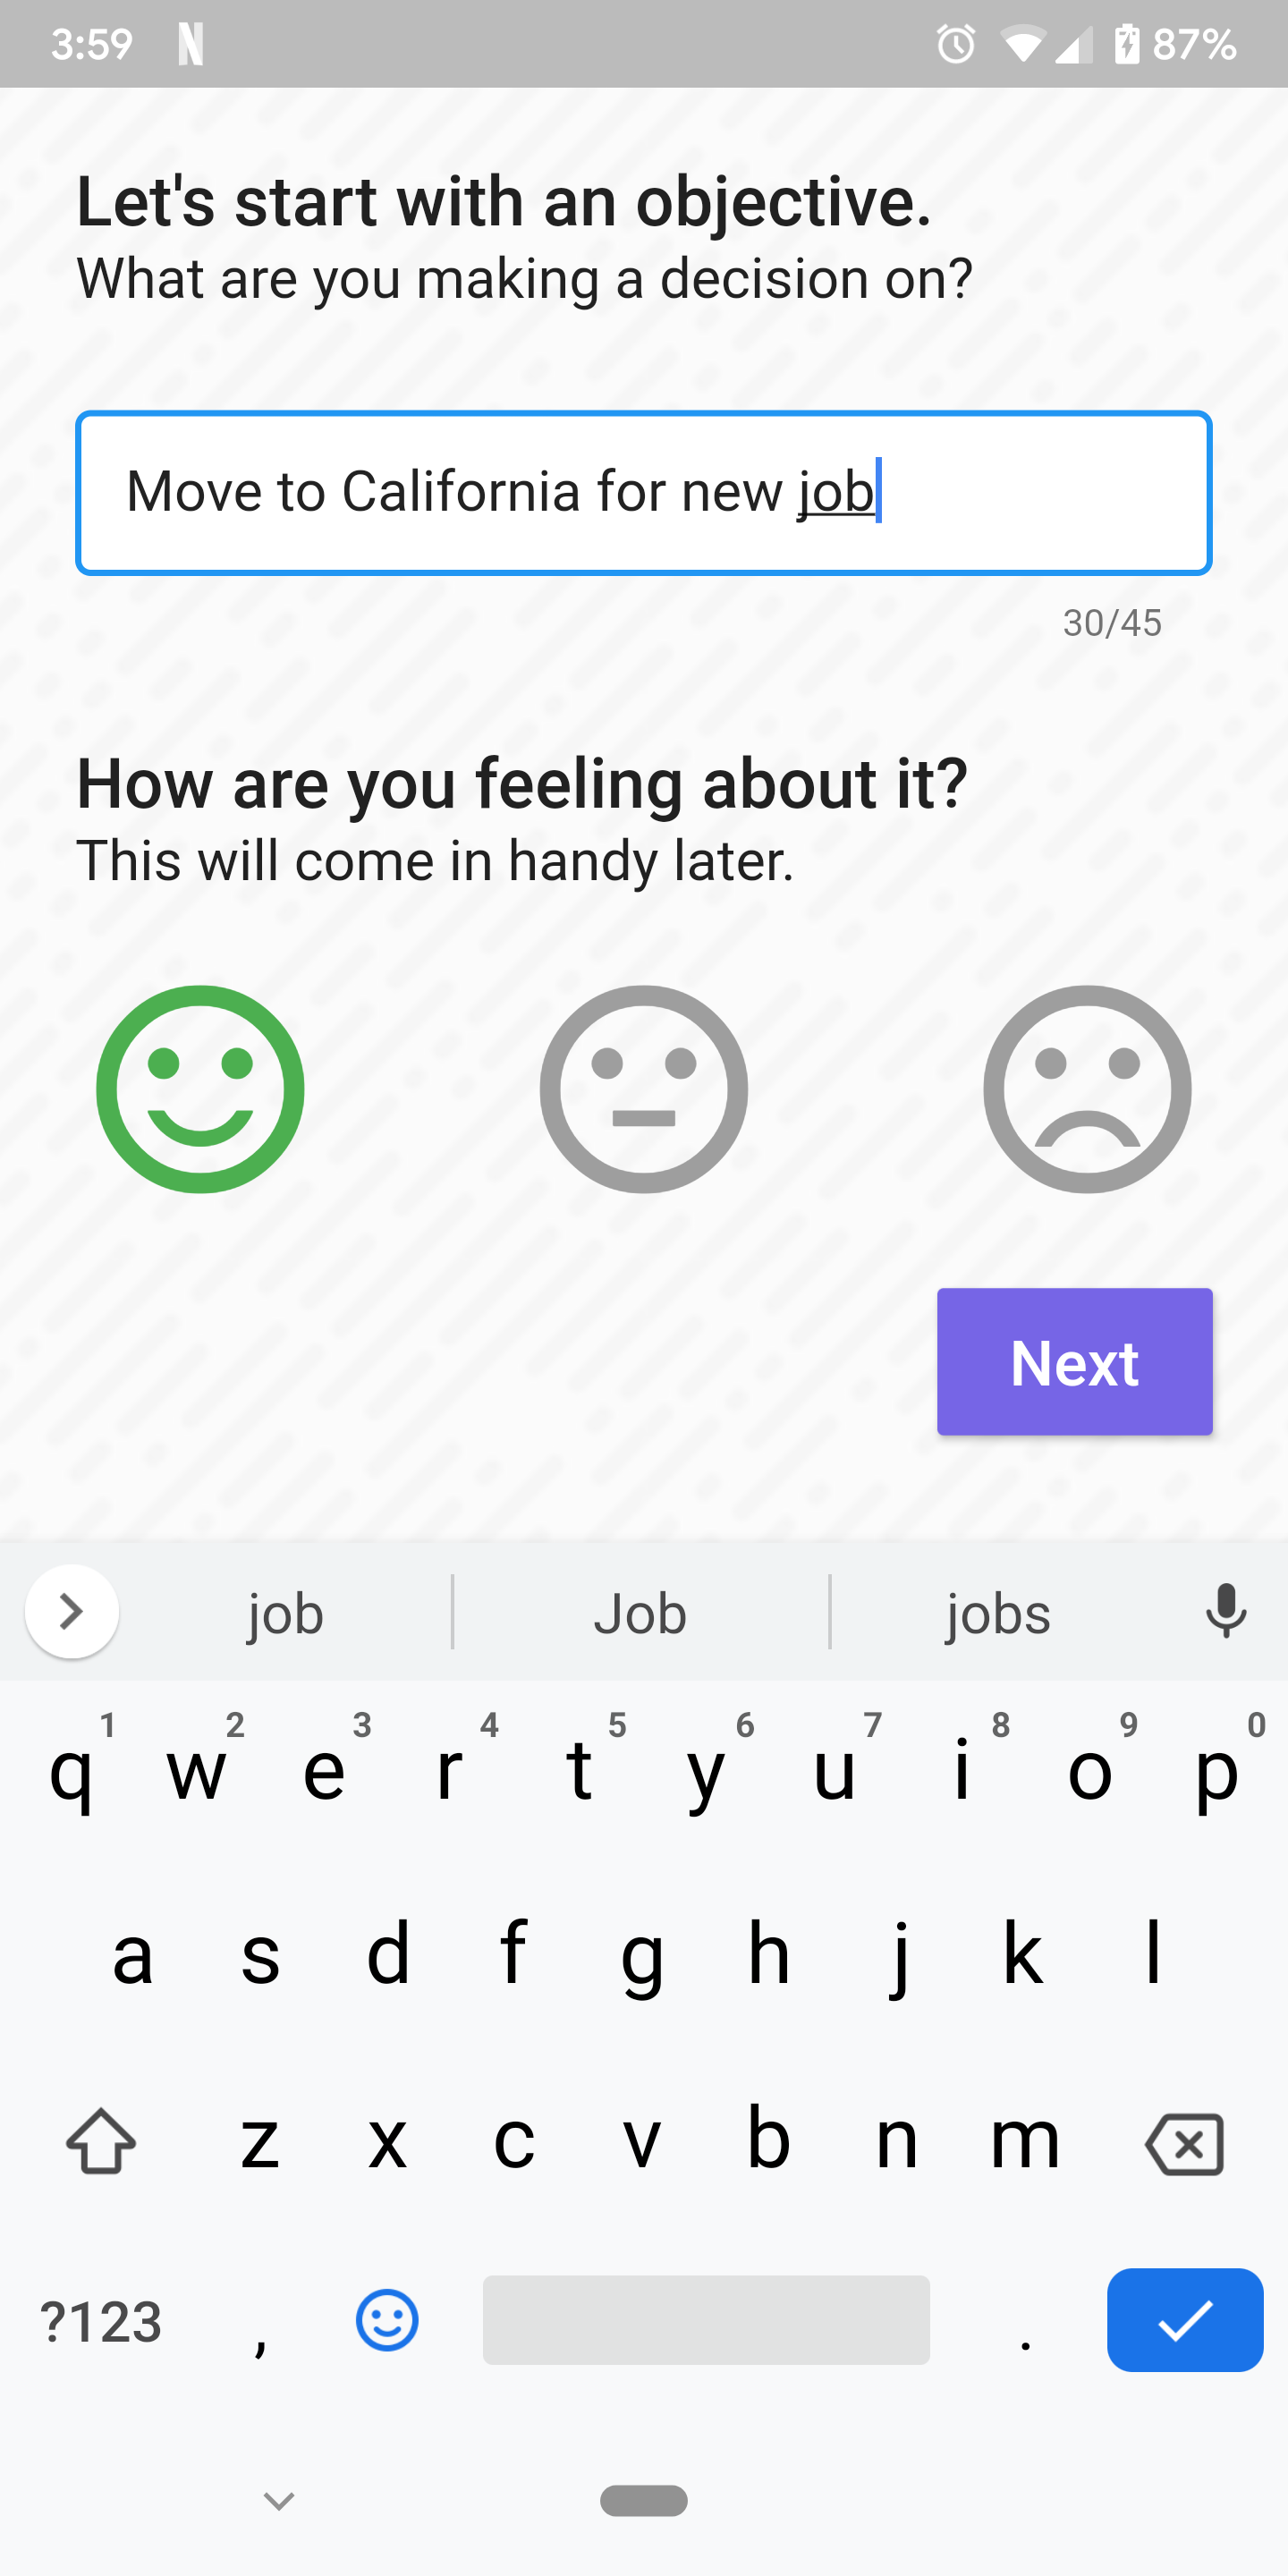 3:59 N 87%
Let's start with an objective.
What are you making a decision on?
Move to California for new job
30/45
How are you feeling about it?
This will come in handy later.
Next
job Job jobs
1 2 3 4 5 6 7 8 9 0
q w e r t y u i o p
a s d f g h j k l
z x c v b n m
?123 , .